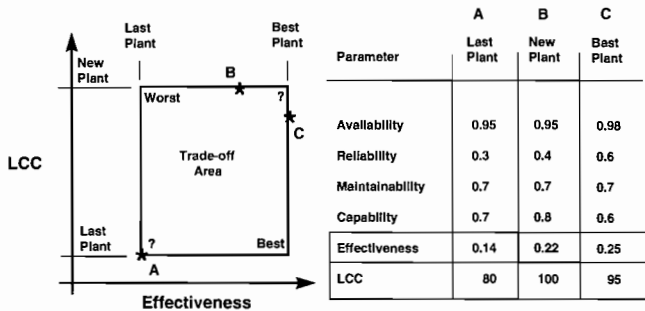 Last Plant
Best Plant
New Plant
B
Worst
?
C
LCC
Trade-off Area
Last Plant
?
Best
A
Effectiveness
A B C
Parameter Last Plant New Plant Bast Plant
Availability 0.95 0.95 0.98
Reliability 0.3 0.4 0.6
Maintainability 0.7 0.7 0.7
Capability 0.7 0.8 0.6
Effectiveness 0.14 0.22 0.25
LCC 80 100 95